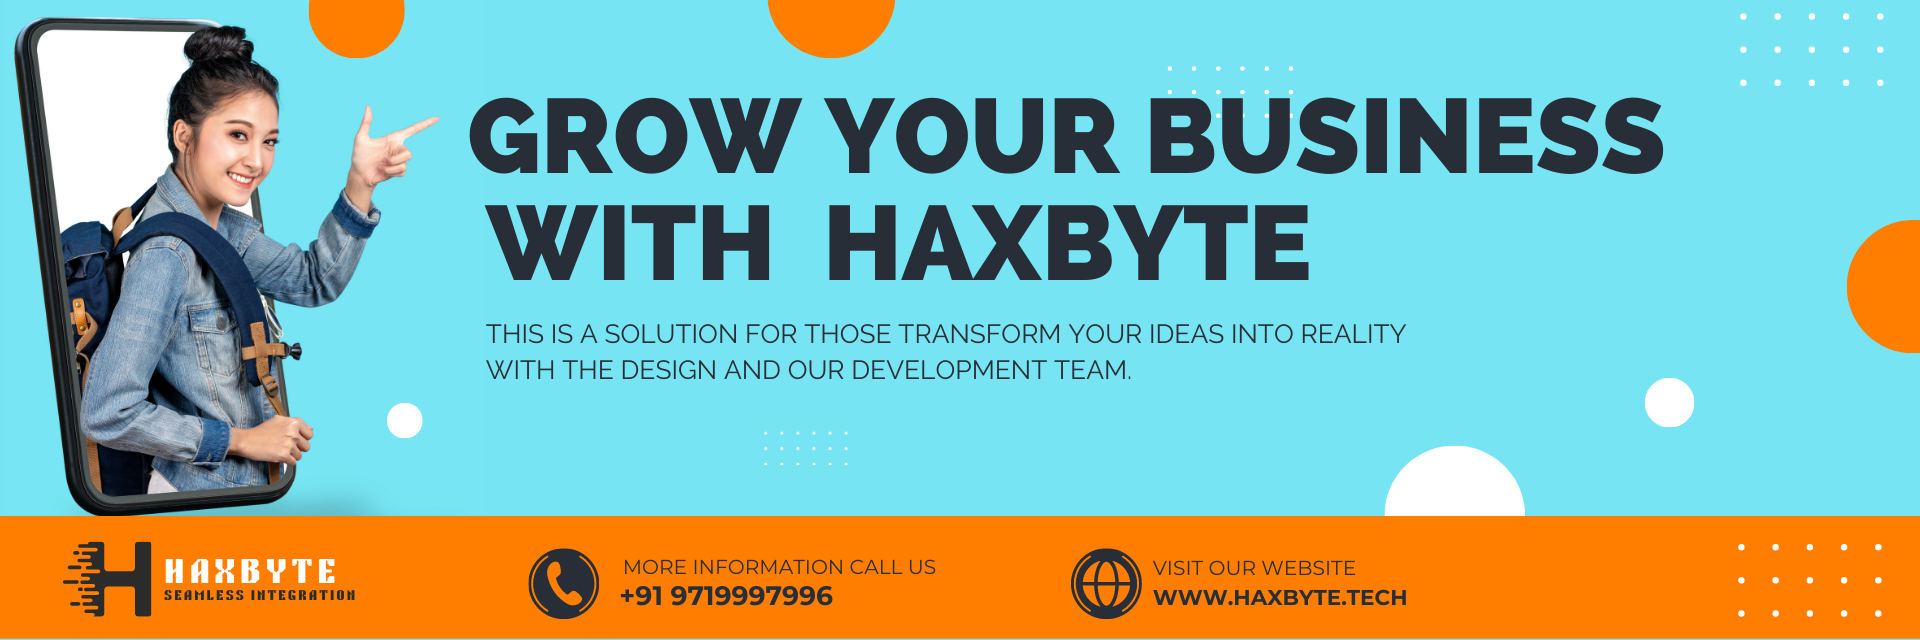 GROW YOUR BUSINESS
WITH HAXBYTE
THIS IS A SOLUTION FOR THOSE TRANSFORM YOUR IDEAS INTO REALITY
WITH THE DESIGN AND OUR DEVELOPMENT TEAM.
HAXBYTE
SEAMLESS INTEGRATION
MORE INFORMATION CALL US
+91 9719997996
VISIT OUR WEBSITE
WWW.HAXBYTE.TECH